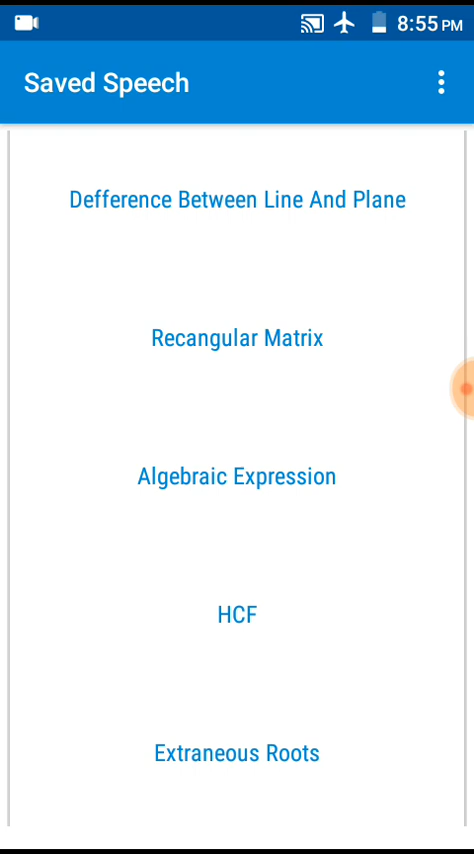 8:55 PM
Saved Speech
Defference Between Line And Plane
Recangular Matrix
Algebraic Expression
HCF
Extraneous Roots